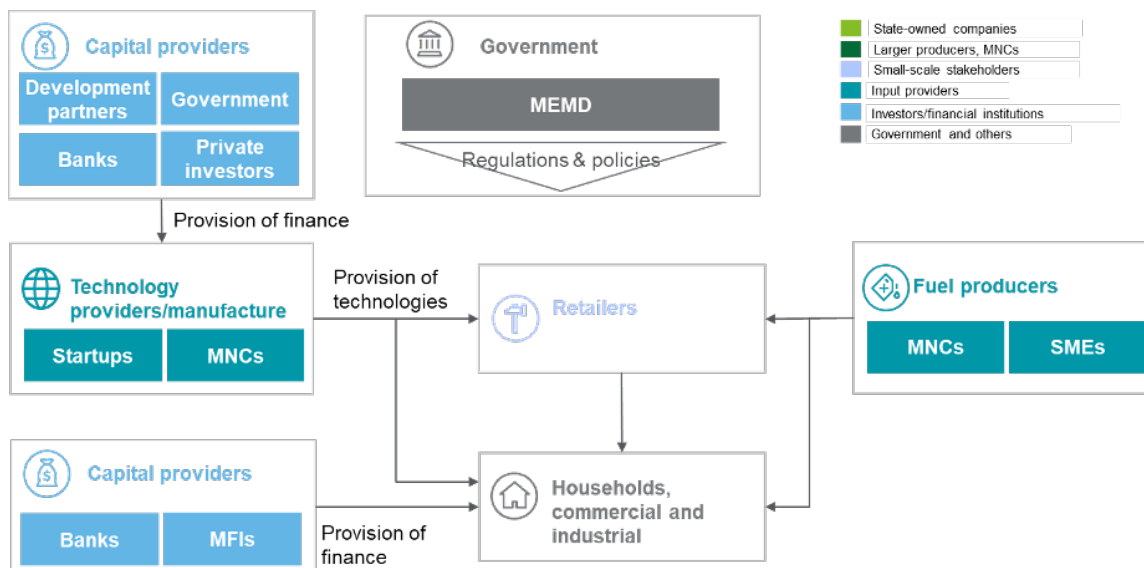 Capital providers
Development
partners
Government
Banks
Private
investors
Provision of finance
Government
MEMD
Regulations & policies
State-owned companies
Larger producers, MNCs
Small-scale stakeholders
Input providers
Investors/financial institutions
Government and others
Technology
providers/manufacture
Startups
MNCs
Provision of
technologies
Retailers
Fuel producers
MNCs
SMEs
Capital providers
Banks
MFIs
Provision of
finance
Households,
commercial and
industrial